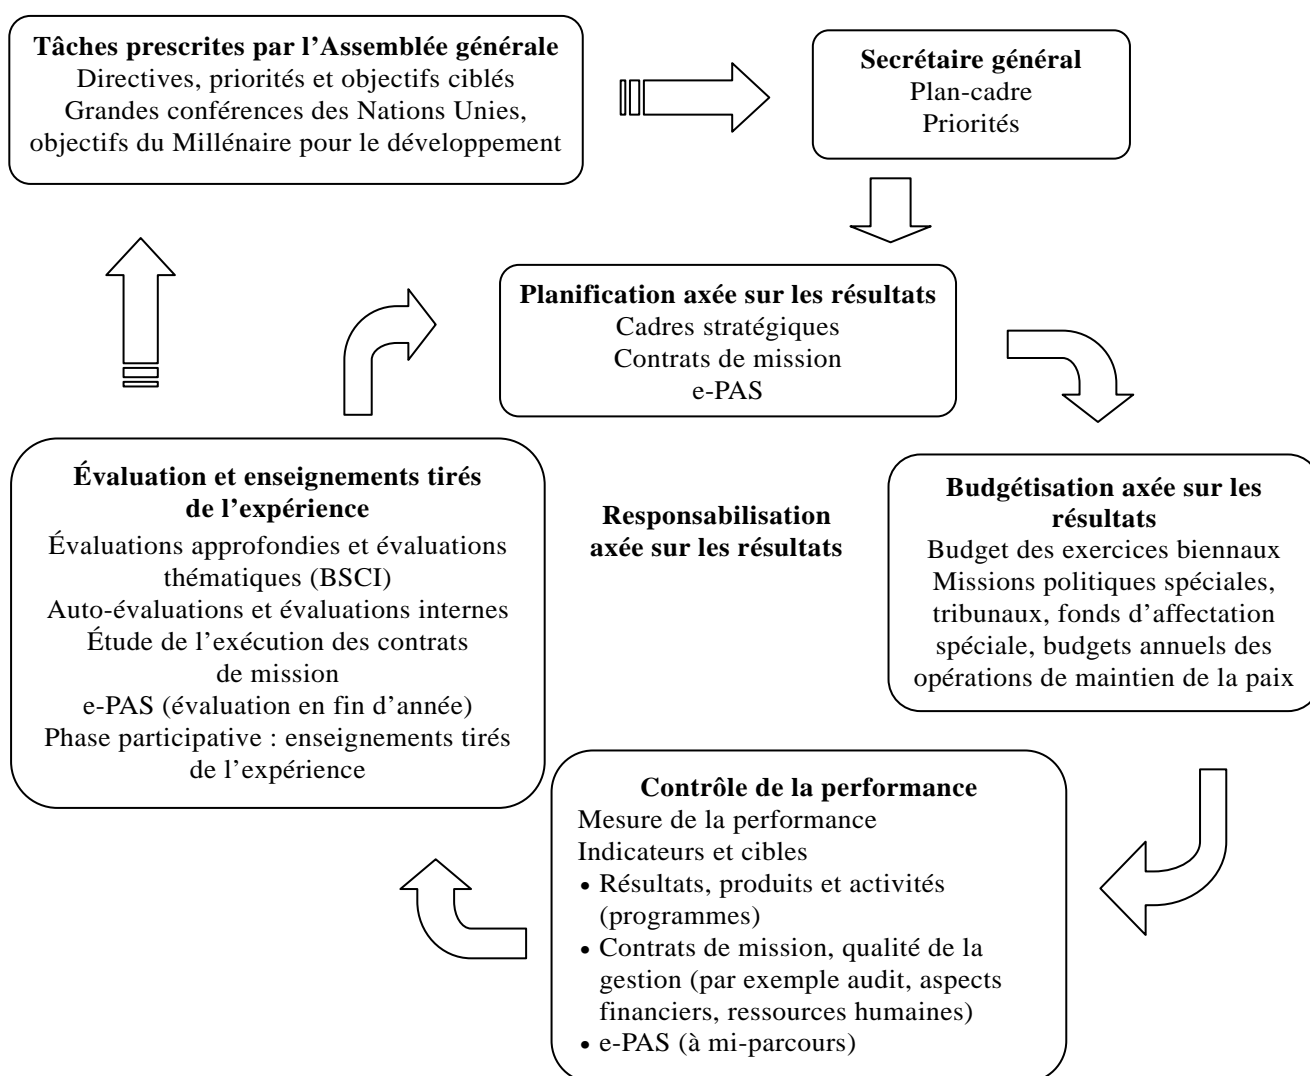 Tâches prescrites par l’Assemblée générale
Directives, priorités et objectifs ciblés
Grandes conférences des Nations Unies,
objectifs du Millénaire pour le développement
Secrétaire général
Plan-cadre
Priorités
Planification axée sur les résultats
Cadres stratégiques
Contrats de mission
e-PAS
Évaluation et enseignements tirés
de l’expérience
Évaluations approfondies et évaluations
thématiques (BSCI)
Auto-évaluations et évaluations internes
Étude de l’exécution des contrats
de mission
e-PAS (évaluation en fin d’année)
Phase participative : enseignements tirés
de l’expérience
Responsabilisation
axée sur les résultats
Budgétisation axée sur les
résultats
Budget des exercices biennaux
Missions politiques spéciales,
tribunaux, fonds d’affectation
spéciale, budgets annuels des
opérations de maintien de la paix
Contrôle de la performance
Mesure de la performance
Indicateurs et cibles
• Résultats, produits et activités
(programmes)
• Contrats de mission, qualité de la
gestion (par exemple audit, aspects
financiers, ressources humaines)
• e-PAS (à mi-parcours)